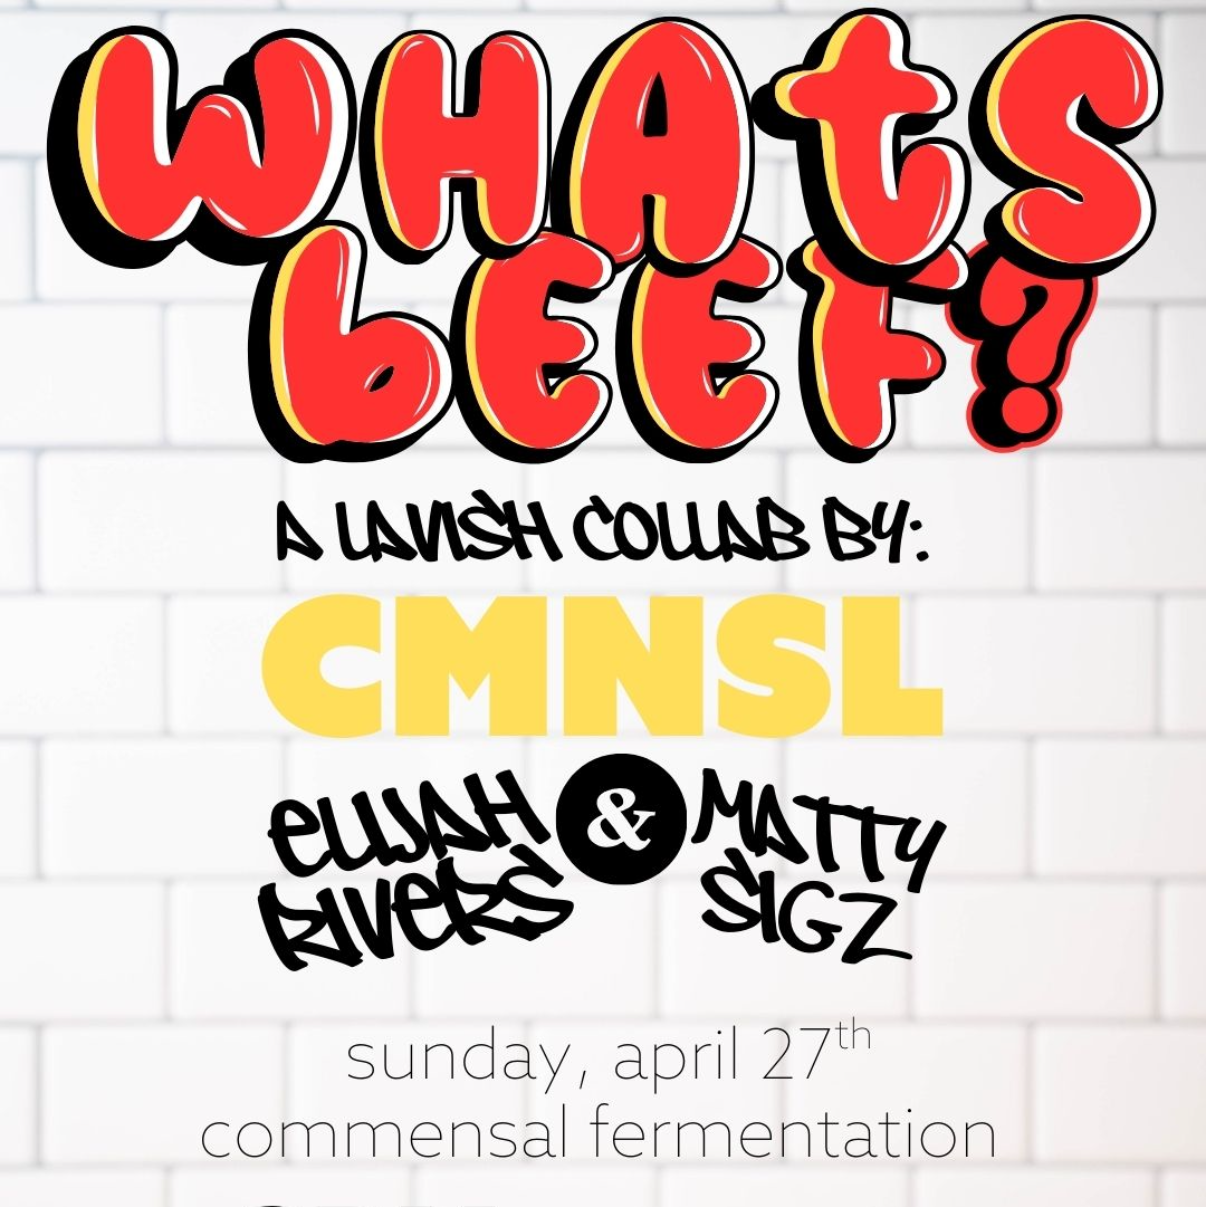 WHAts
bEEF?
A LAVISH COLLAB BY:
CMNSL
ELIJAH RIVERS & MATTY SIGZ
sunday, april 27th
commensal fermentation